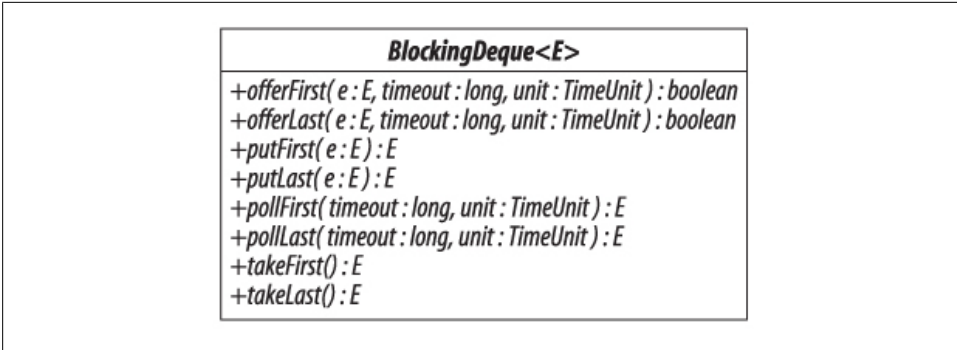 BlockingDeque<E>
+offerFirst( e : E, timeout : long, unit : TimeUnit ) : boolean
+offerLast( e : E, timeout : long, unit : TimeUnit ) : boolean
+putFirst( e : E ) : E
+putLast( e : E ) : E
+pollFirst( timeout : long, unit : TimeUnit ) : E
+pollLast( timeout : long, unit : TimeUnit ) : E
+takeFirst() : E
+takeLast() : E